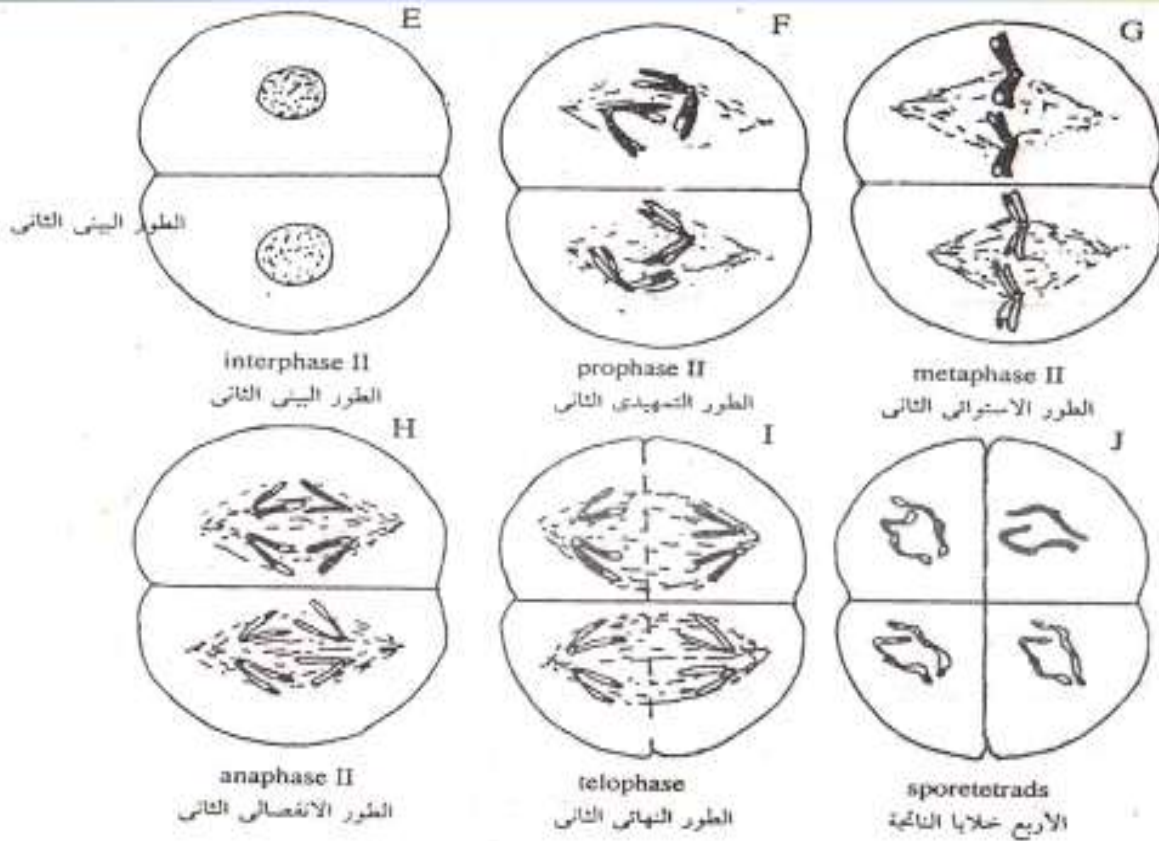 E
F
G
الطور البينى الثانى
interphase II
الطور البينى الثانى
prophase II
الطور التمهيدى الثانى
metaphase II
الطور الاستوائى الثانى
H
I
J
anaphase II
الطور الانفصالى الثانى
telophase
الطور النهائى الثانى
sporetetrads
الأربع خلايا الناتجة